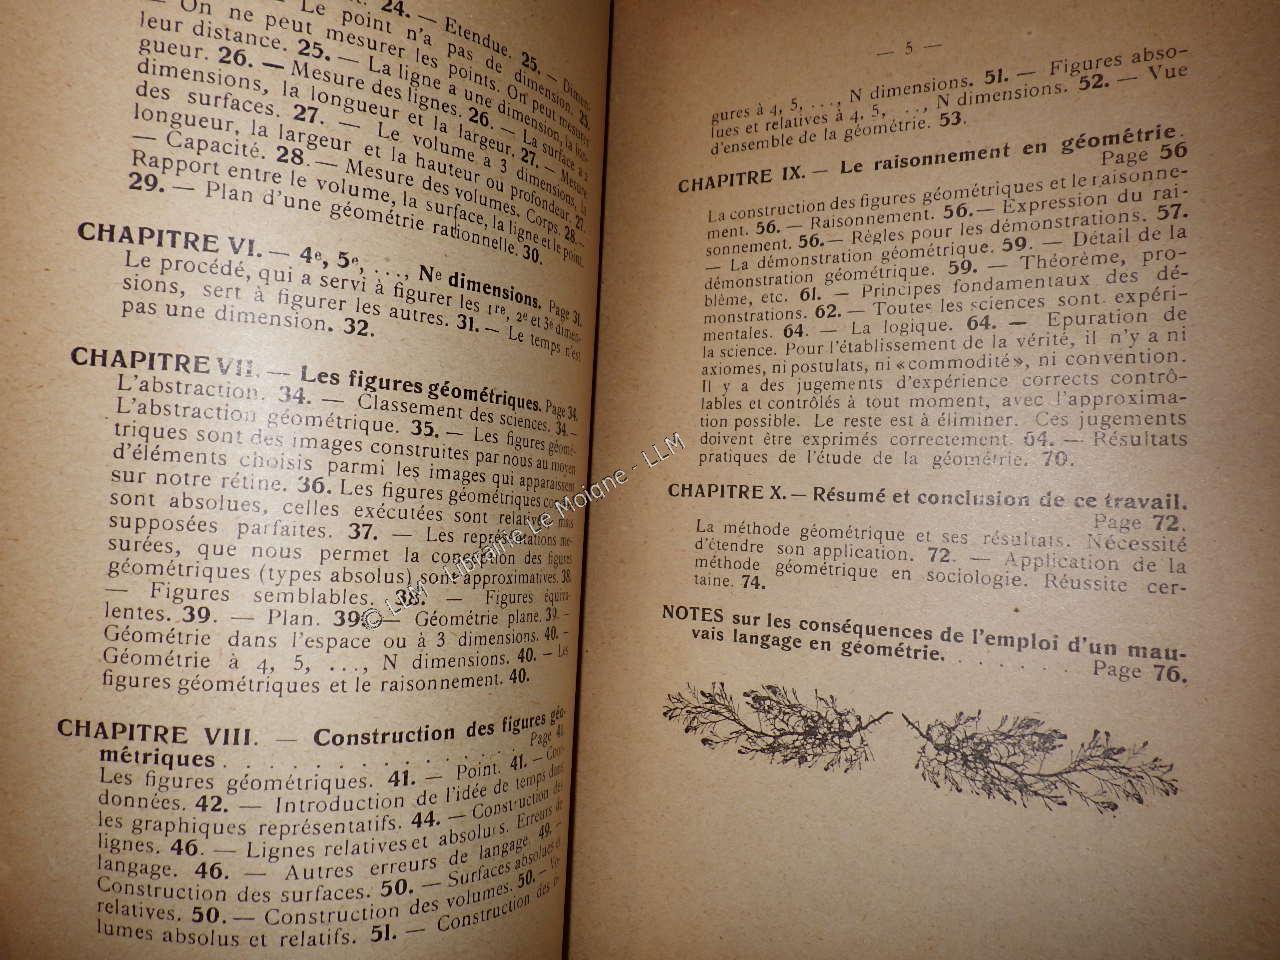 24. — Etendue. 25. — Dimen-
— Le point n'a pas de dimension. 25.
— On ne peut mesurer les points. On peut mesurer
leur distance. 25. — La ligne a une dimension, la lon-
gueur. 26. — Mesure des lignes. 26. — La surface a 2
dimensions, la longueur et la largeur. 27. — Mesure
des surfaces. 27. — Le volume a 3 dimensions, la
longueur, la largeur et la hauteur ou profondeur. 27.
— Capacité. 28. — Mesure des volumes. Corps. 28. —
Rapport entre le volume, la surface, la ligne et le point.
29. — Plan d'une géométrie rationnelle. 30.
CHAPITRE VI. — 4e, 5e, ..., Ne dimensions. Page 31.
Le procédé, qui a servi à figurer les 1re, 2e et 3e dimen-
sions, sert à figurer les autres. 31. — Le temps n'est
pas une dimension. 32.
CHAPITRE VII. — Les figures géométriques. Page 34.
L'abstraction. 34. — Classement des sciences. 34. —
L'abstraction géométrique. 35. — Les figures géomé-
triques sont des images construites par nous au moyen
d'éléments choisis parmi les images qui apparaissent
sur notre rétine. 36. Les figures géométriques
sont absolues, celles exécutées sont relatives mais
supposées parfaites. 37. — Les représentations me-
surées, que nous permet la conception des figures
géométriques (types absolus) sont approximatives. 38.
— Figures semblables. 38. — Figures équiva-
lentes. 39. — Plan. 39. — Géométrie plane. 39. —
Géométrie dans l'espace ou à 3 dimensions. 40. —
Géométrie à 4, 5, ..., N dimensions. 40. — Les
figures géométriques et le raisonnement. 40.
CHAPITRE VIII. — Construction des figures géo-
métriques . . . . . . . . . . . . . Page 41.
Les figures géométriques. 41. — Point. 41. — Coor-
données. 42. — Introduction de l'idée de temps dans
les graphiques représentatifs. 44. — Construction des
lignes. 46. — Lignes relatives et absolues. Erreurs de
langage. 46. — Autres erreurs de langage. 49. —
Construction des surfaces. 50. — Surfaces absolues et
relatives. 50. — Construction des volumes. 50. — Vo-
lumes absolus et relatifs. 51. — Construction des fi-
— 5 —
gures à 4, 5, ..., N dimensions. 51. — Figures abso-
lues et relatives à 4, 5, ..., N dimensions. 52. — Vue
d'ensemble de la géométrie. 53.
CHAPITRE IX. — Le raisonnement en géométrie.
Page 56
La construction des figures géométriques et le raisonne-
ment. 56. — Raisonnement. 56. — Expression du rai-
sonnement. 56. — Règles pour les démonstrations. 57.
— La démonstration géométrique. 59. — Détail de la
démonstration géométrique. 59. — Théorème, pro-
blème, etc. 61. — Principes fondamentaux des dé-
monstrations. 62. — Toutes les sciences sont expéri-
mentales. 64. — La logique. 64. — Epuration de
la science. Pour l'établissement de la vérité, il n'y a ni
axiomes, ni postulats, ni «commodité», ni convention.
Il y a des jugements d'expérience corrects contrô-
lables et contrôlés à tout moment, avec l'approxima-
tion possible. Le reste est à éliminer. Ces jugements
doivent être exprimés correctement. 64. — Résultats
pratiques de l'étude de la géométrie. 70.
CHAPITRE X. — Résumé et conclusion de ce travail.
Page 72.
La méthode géométrique et ses résultats. Nécessité
d'étendre son application. 72. — Application de la
méthode géométrique en sociologie. Réussite cer-
taine. 74.
NOTES sur les conséquences de l'emploi d'un mau-
vais langage en géométrie. . . . . . . . . Page 76.
© LLM - Librairie Le Moigne - LLM